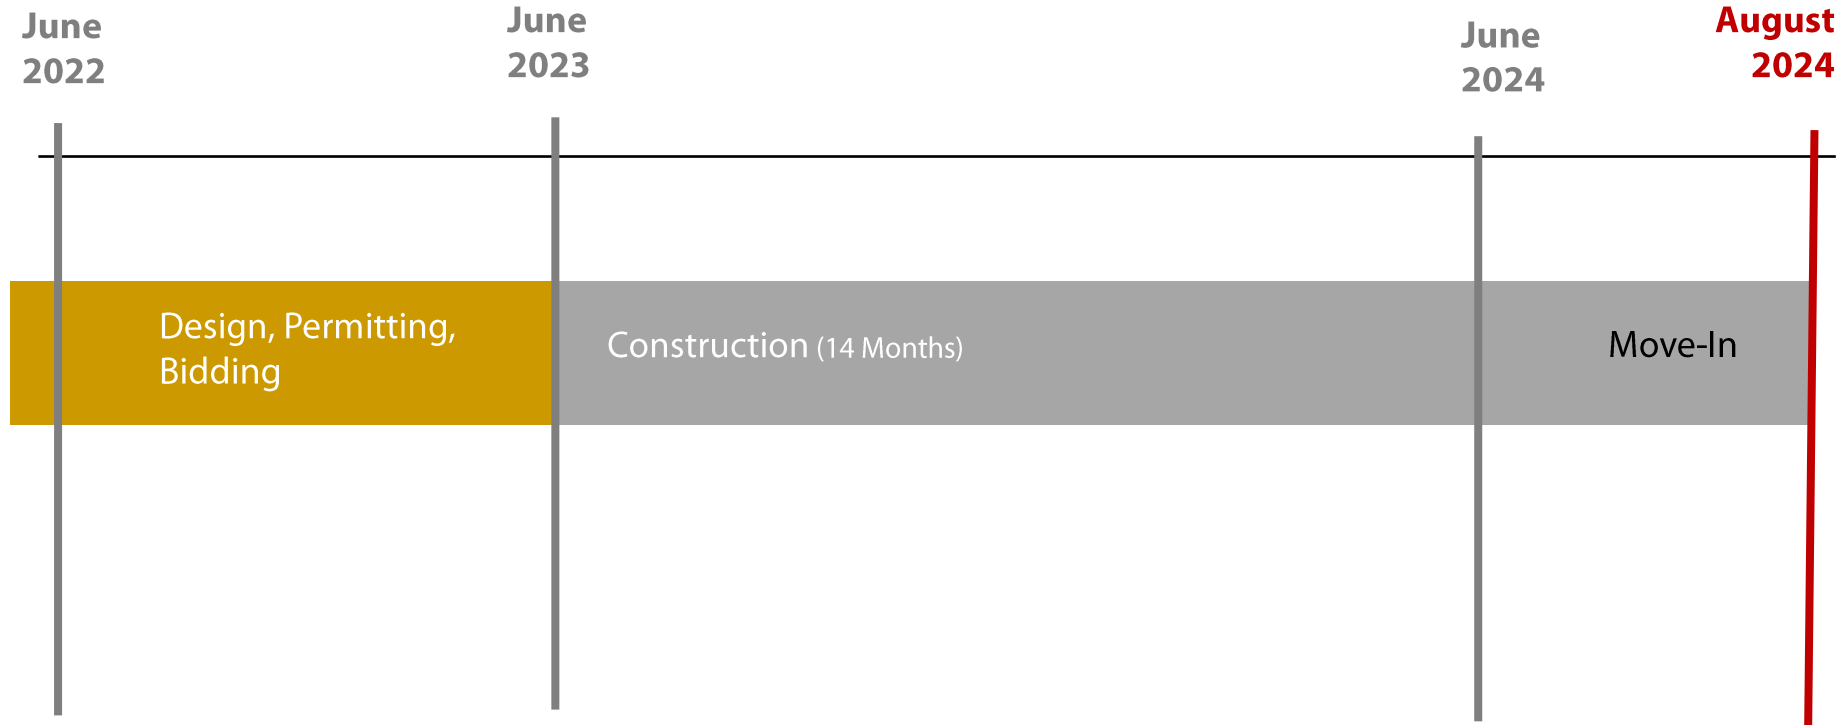 June
2022
June
2023
June
2024
August
2024
Design, Permitting,
Bidding
Construction (14 Months)
Move-In